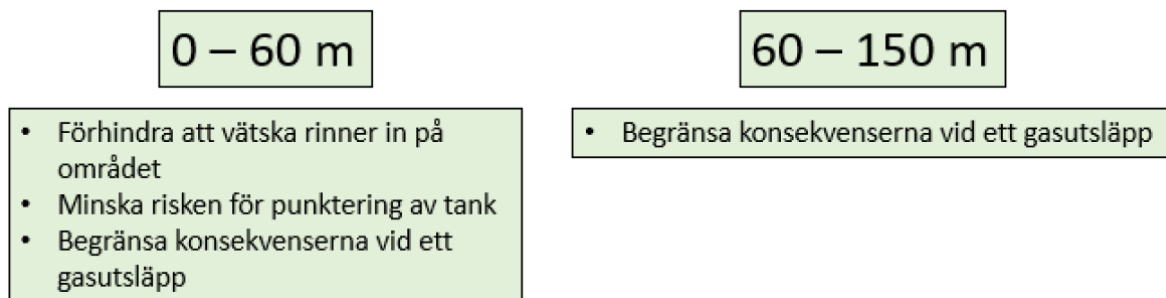 0 – 60 m
• Förhindra att vätska rinner in på
området
• Minska risken för punktering av tank
• Begränsa konsekvenserna vid ett
gasutsläpp
60 – 150 m
• Begränsa konsekvenserna vid ett gasutsläpp